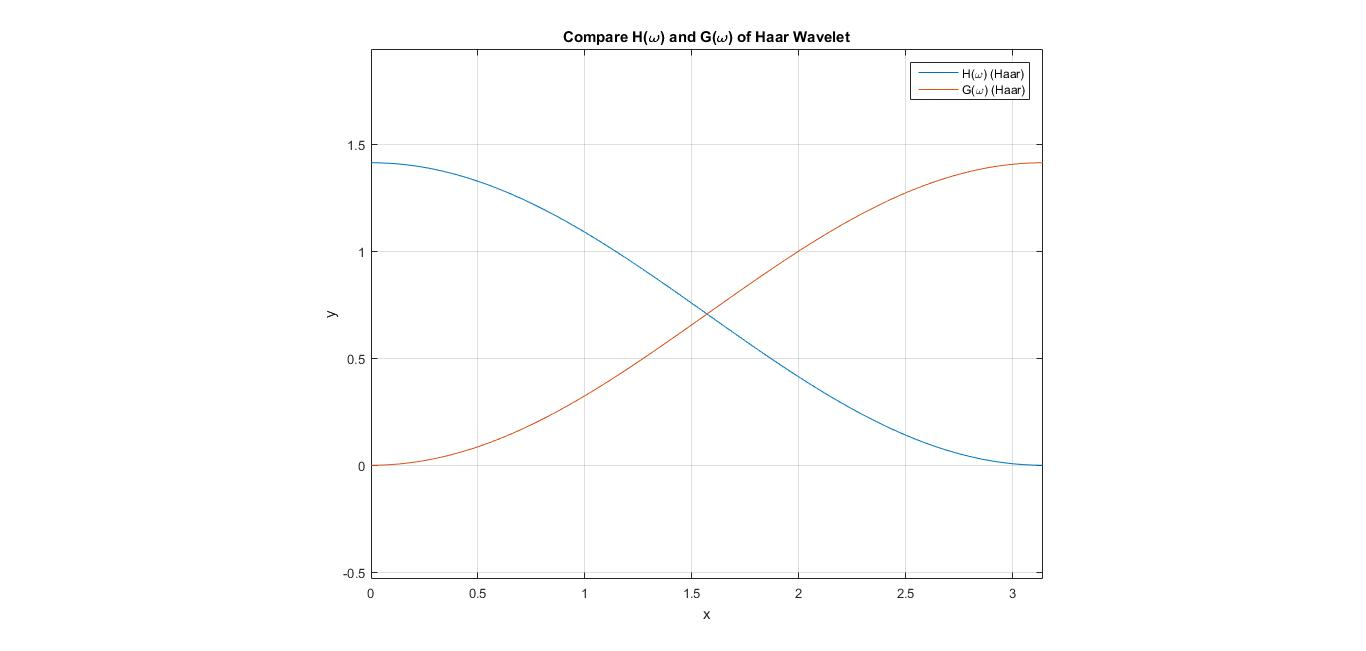 Compare H(ω) and G(ω) of Haar Wavelet
H(ω) (Haar)
G(ω) (Haar)
1.5
1
0.5
0
-0.5
y
0 0.5 1 1.5 2 2.5 3
x